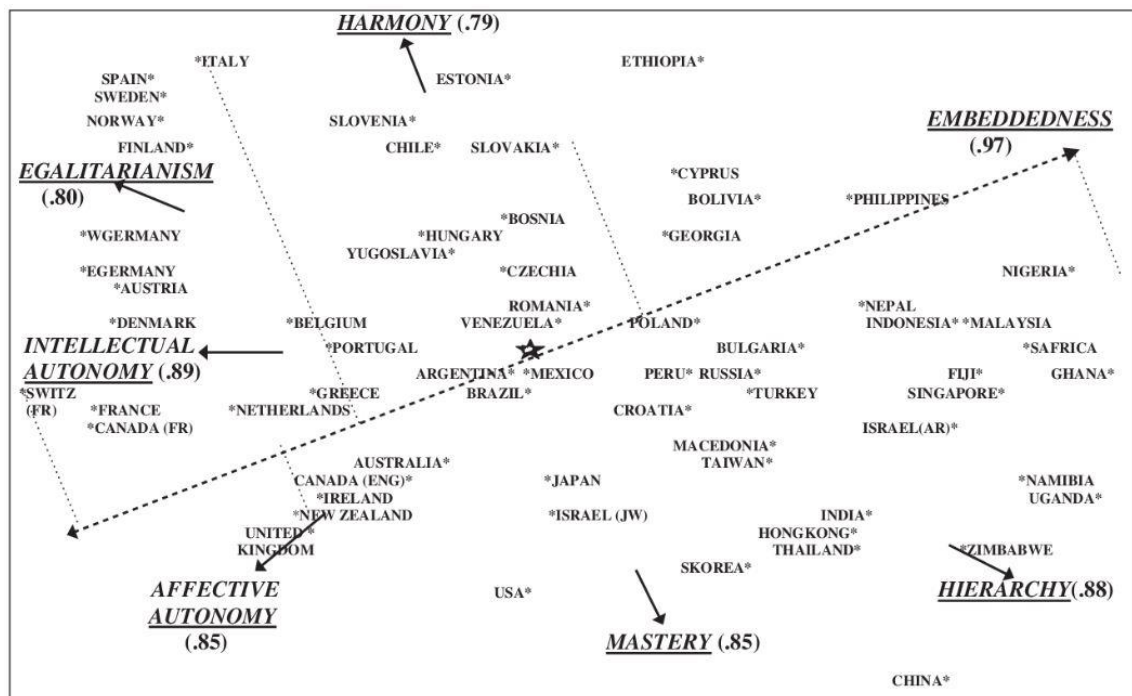 HARMONY (.79)
*ITALY
ETHIOPIA*
SPAIN*
ESTONIA*
SWEDEN*
NORWAY*
SLOVENIA*
EMBEDDEDNESS
(.97)
FINLAND*
CHILE*
SLOVAKIA*
EGALITARIANISM
(.80)
*CYPRUS
BOLIVIA*
*PHILIPPINES
*BOSNIA
*WGERMANY
*HUNGARY
*GEORGIA
YUGOSLAVIA*
*EGERMANY
*CZECHIA
NIGERIA*
*AUSTRIA
ROMANIA*
*NEPAL
*DENMARK
*BELGIUM
VENEZUELA*
POLAND*
INDONESIA*
*MALAYSIA
INTELLECTUAL
AUTONOMY (.89)
*PORTUGAL
BULGARIA*
*SAFRICA
ARGENTINA*
*MEXICO
PERU*
RUSSIA*
FIJI*
GHANA*
*SWITZ
(FR)
*GREECE
BRAZIL*
*TURKEY
SINGAPORE*
*FRANCE
*NETHERLANDS
CROATIA*
*CANADA (FR)
ISRAEL(AR)*
MACEDONIA*
AUSTRALIA*
TAIWAN*
CANADA (ENG)*
*JAPAN
*NAMIBIA
*IRELAND
UGANDA*
*NEW ZEALAND
*ISRAEL (JW)
INDIA*
UNITED *
KINGDOM
HONGKONG*
THAILAND*
*ZIMBABWE
SKOREA*
AFFECTIVE
AUTONOMY
(.85)
USA*
HIERARCHY(.88)
MASTERY (.85)
CHINA*